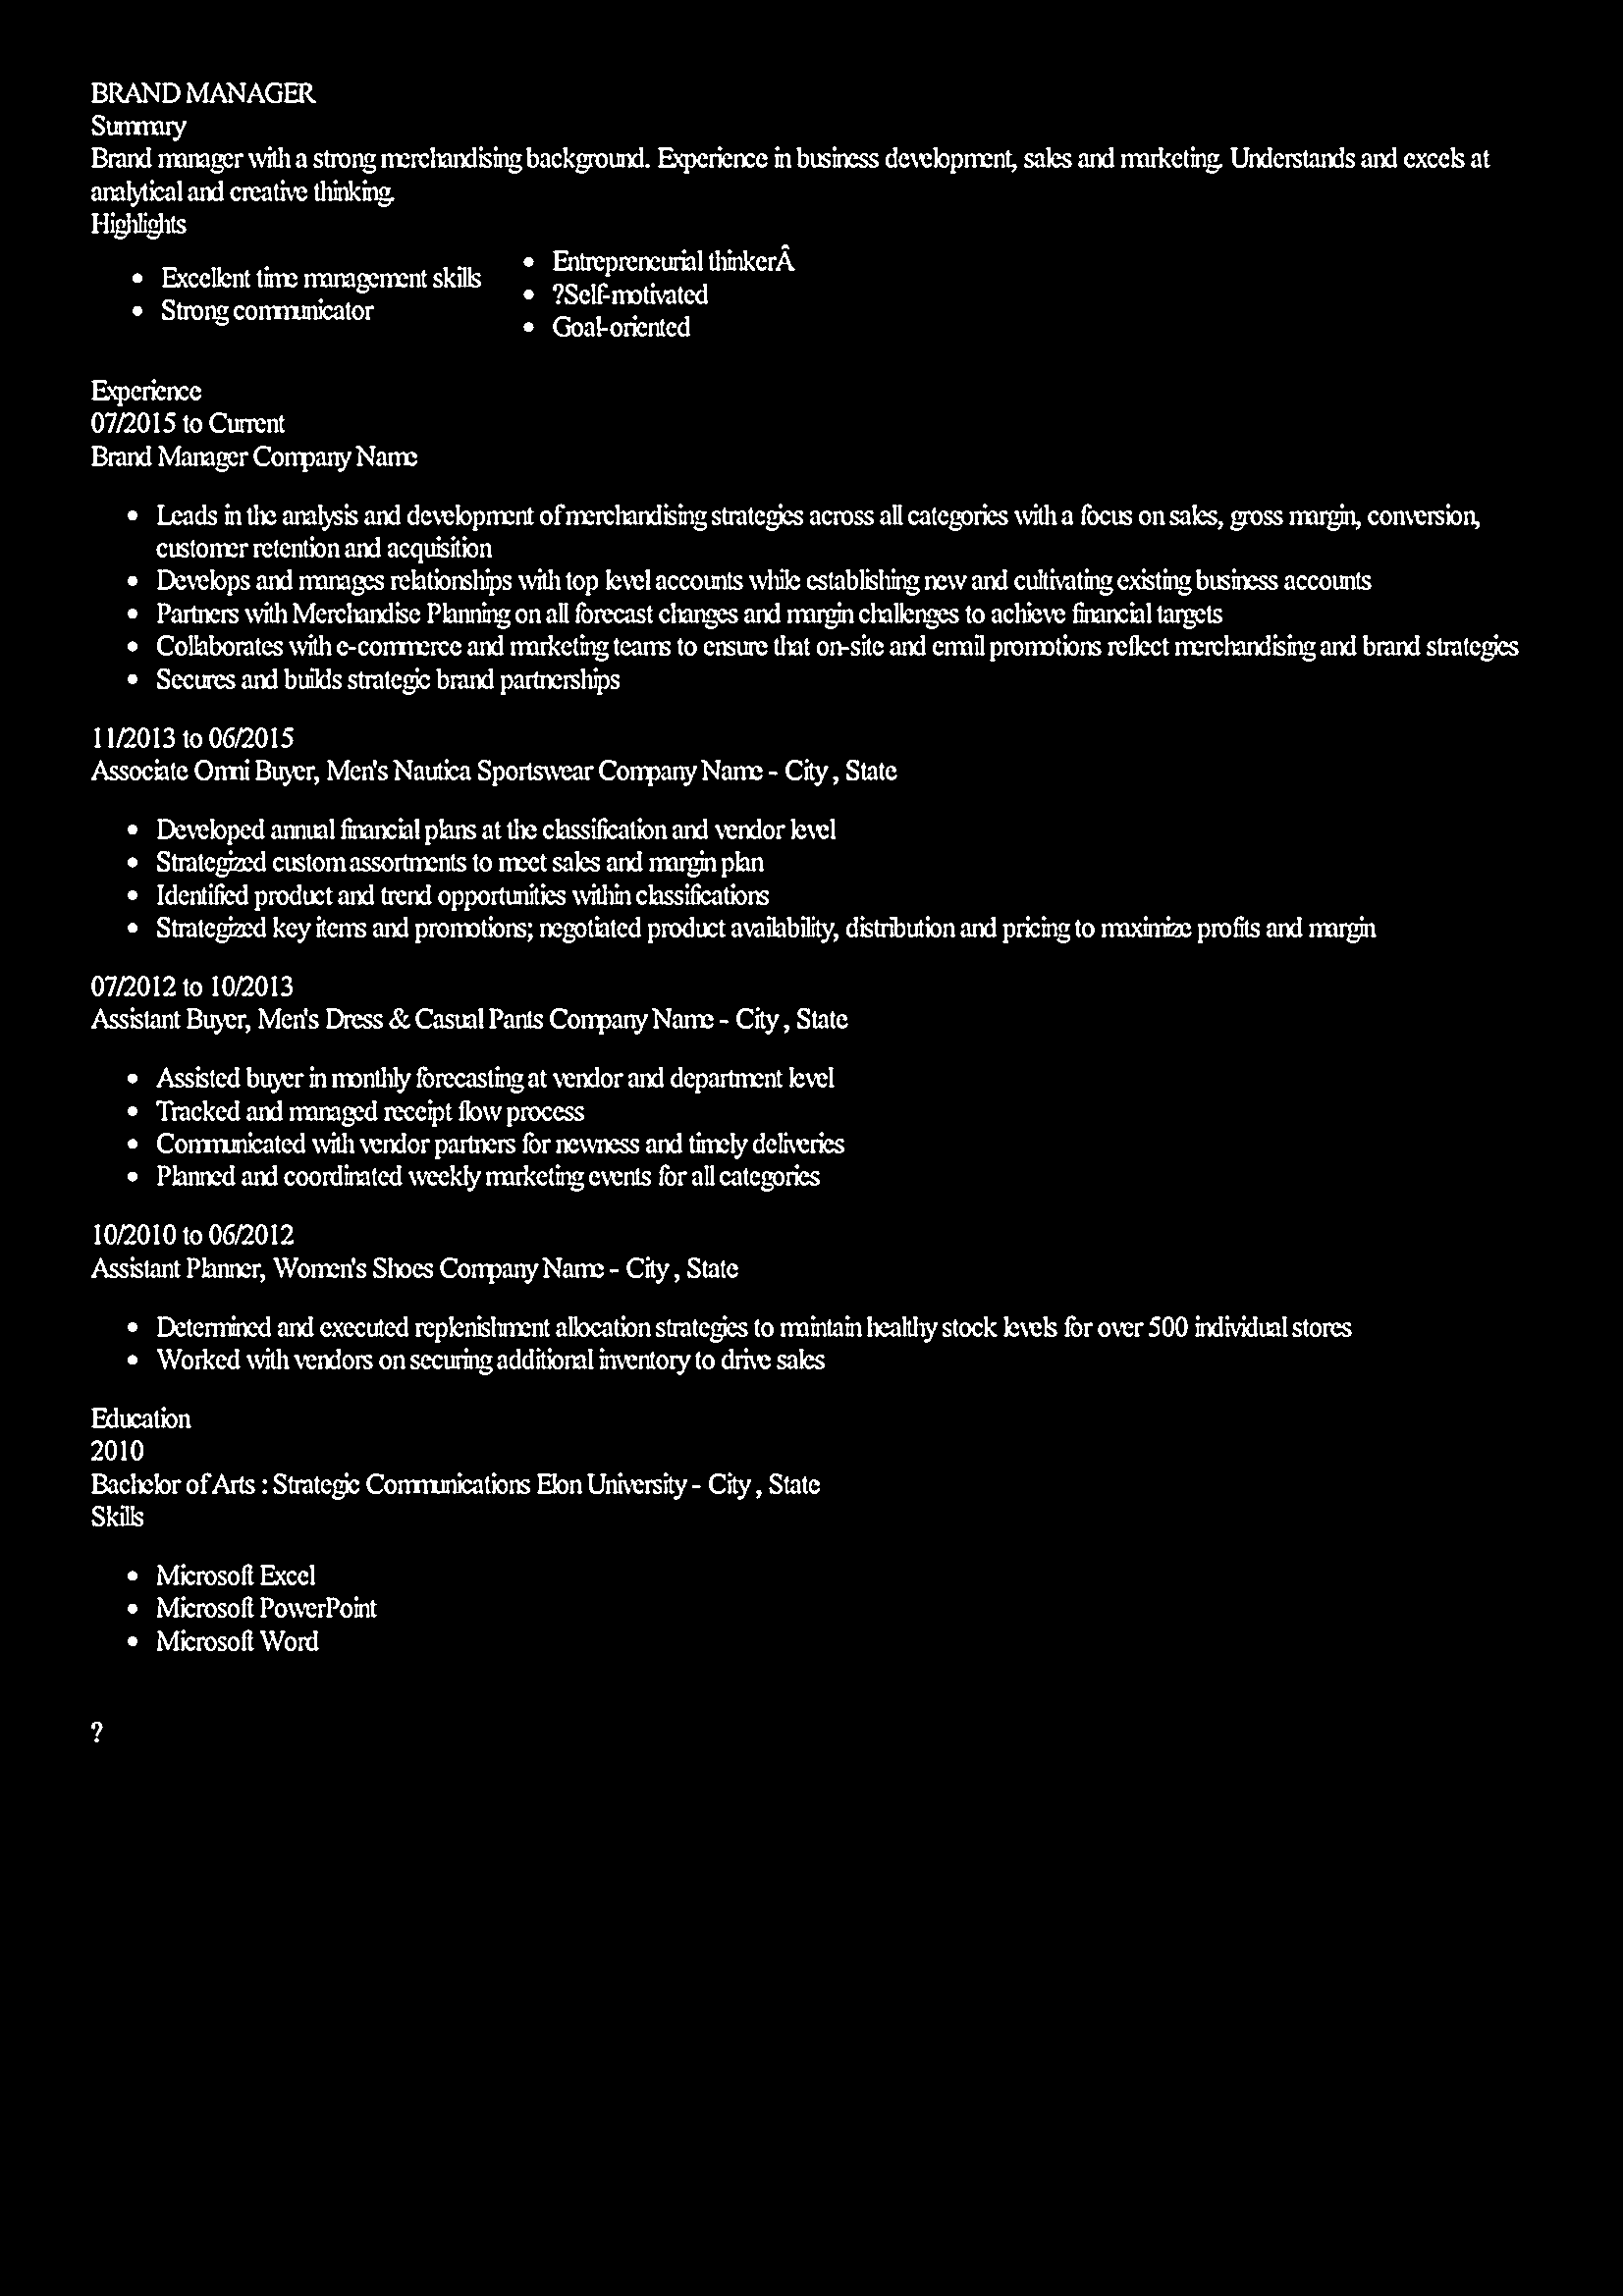 BRAND MANAGER
Summary
Brand manager with a strong merchandising background. Experience in business development, sales and marketing. Understands and excels at
analytical and creative thinking.
Highlights
• Excellent time management skills
• Strong communicator
• Entrepreneurial thinkerÂ
• ?Self-motivated
• Goal-oriented
Experience
07/2015 to Current
Brand Manager Company Name
• Leads in the analysis and development of merchandising strategies across all categories with a focus on sales, gross margin, conversion,
customer retention and acquisition
• Develops and manages relationships with top level accounts while establishing new and cultivating existing business accounts
• Partners with Merchandise Planning on all forecast changes and margin challenges to achieve financial targets
• Collaborates with e-commerce and marketing teams to ensure that on-site and email promotions reflect merchandising and brand strategies
• Secures and builds strategic brand partnerships
11/2013 to 06/2015
Associate Omni Buyer, Men's Nautica Sportswear Company Name - City , State
• Developed annual financial plans at the classification and vendor level
• Strategized custom assortments to meet sales and margin plan
• Identified product and trend opportunities within classifications
• Strategized key items and promotions; negotiated product availability, distribution and pricing to maximize profits and margin
07/2012 to 10/2013
Assistant Buyer, Men's Dress & Casual Pants Company Name - City , State
• Assisted buyer in monthly forecasting at vendor and department level
• Tracked and managed receipt flow process
• Communicated with vendor partners for newness and timely deliveries
• Planned and coordinated weekly marketing events for all categories
10/2010 to 06/2012
Assistant Planner, Women's Shoes Company Name - City , State
• Determined and executed replenishment allocation strategies to maintain healthy stock levels for over 500 individual stores
• Worked with vendors on securing additional inventory to drive sales
Education
2010
Bachelor of Arts : Strategic Communications Elon University - City , State
Skills
• Microsoft Excel
• Microsoft PowerPoint
• Microsoft Word
?